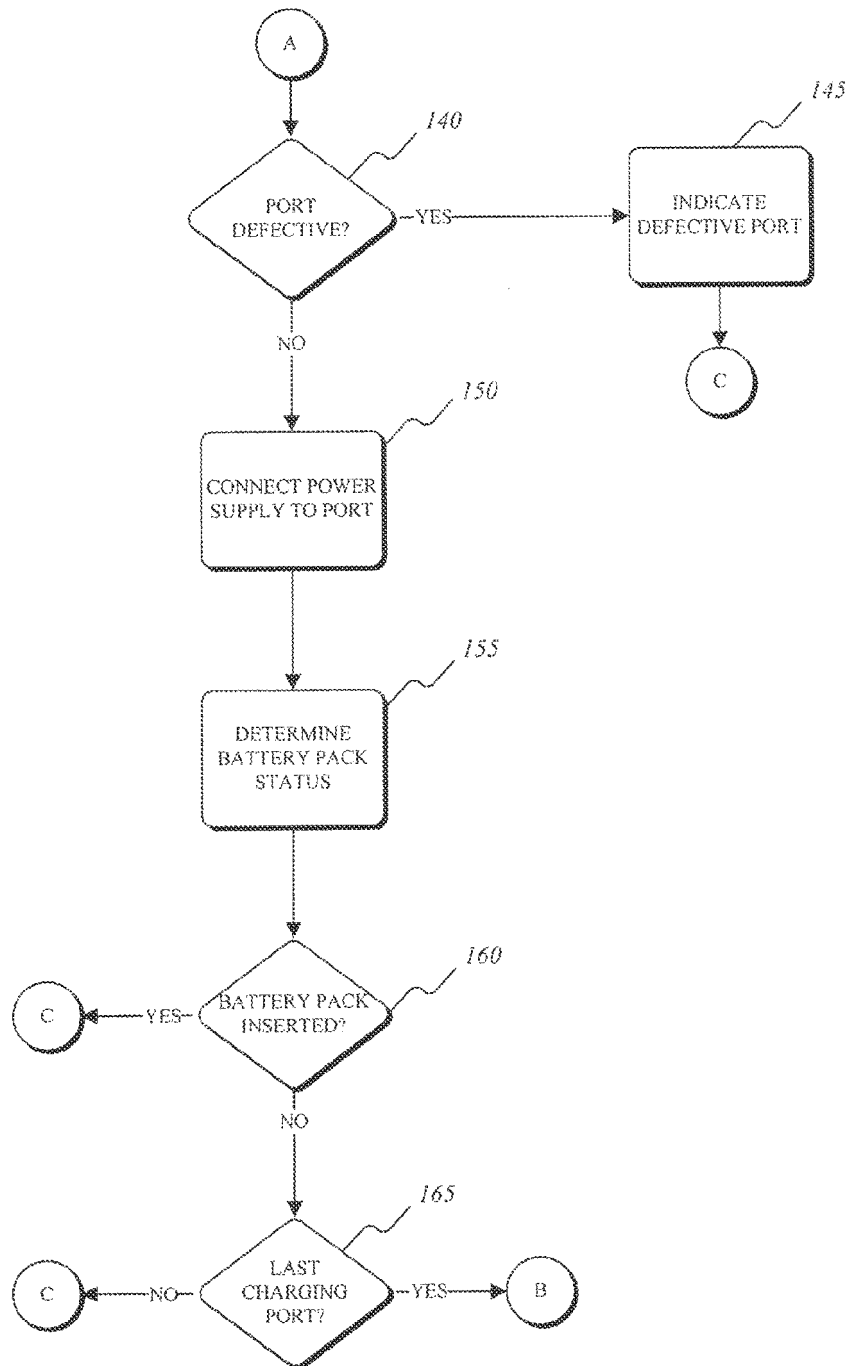 A
140
PORT
DEFECTIVE?
YES
145
INDICATE
DEFECTIVE PORT
C
NO
150
CONNECT POWER
SUPPLY TO PORT
155
DETERMINE
BATTERY PACK
STATUS
160
BATTERY PACK
INSERTED?
YES
C
NO
165
LAST
CHARGING
PORT?
NO
C
YES
B